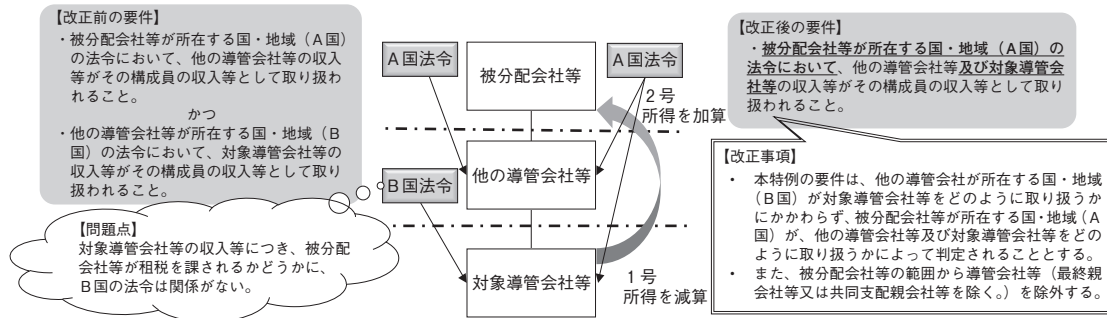 【改正前の要件】
・被分配会社等が所在する国・地域（Ａ国）
の法令において、他の導管会社等の収入
等がその構成員の収入等として取り扱わ
れること。
かつ
・他の導管会社等が所在する国・地域（Ｂ
国）の法令において、対象導管会社等の
収入等がその構成員の収入等として取り
扱われること。
【問題点】
対象導管会社等の収入等につき、被分配
会社等が租税を課されるかどうかに、
Ｂ国の法令は関係がない。
Ａ国法令
Ｂ国法令
被分配会社等
他の導管会社等
対象導管会社等
Ａ国法令
２号
所得を加算
１号
所得を減算
【改正後の要件】
・被分配会社等が所在する国・地域（Ａ国）の
法令において、他の導管会社等及び対象導管会
社等の収入等がその構成員の収入等として取り
扱われること。
【改正事項】
・ 本特例の要件は、他の導管会社が所在する国・地域
（Ｂ国）が対象導管会社等をどのように取り扱うか
にかかわらず、被分配会社等が所在する国・地域（Ａ
国）が、他の導管会社等及び対象導管会社等をどの
ように取り扱うかによって判定されることとする。
・ また、被分配会社等の範囲から導管会社等（最終親
会社等又は共同支配親会社等を除く。）を除外する。